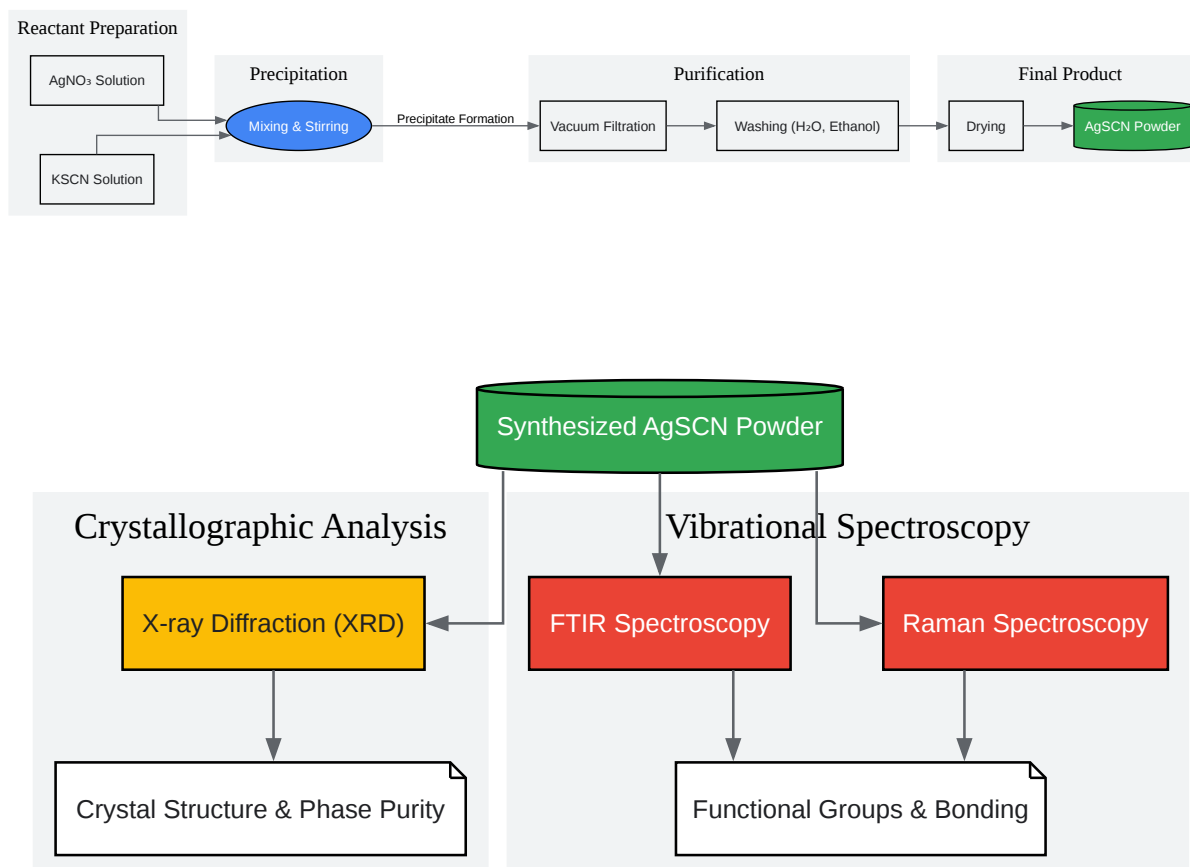 Reactant Preparation
AgNO₃ Solution
KSCN Solution
Precipitation
Mixing & Stirring
Precipitate Formation
Purification
Vacuum Filtration
Washing (H₂O, Ethanol)
Final Product
Drying
AgSCN Powder
Synthesized AgSCN Powder
Crystallographic Analysis
X-ray Diffraction (XRD)
Crystal Structure & Phase Purity
Vibrational Spectroscopy
FTIR Spectroscopy
Raman Spectroscopy
Functional Groups & Bonding